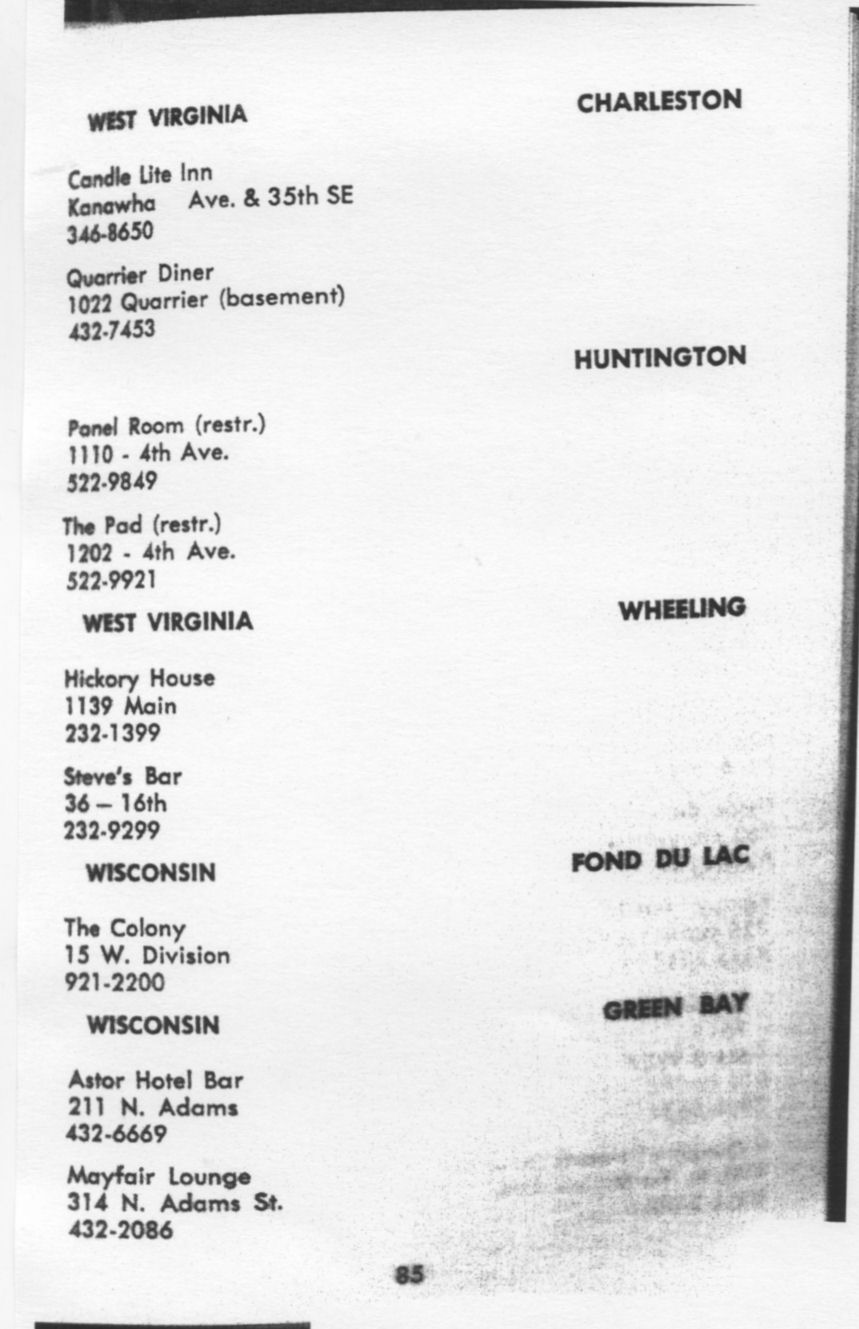 WEST VIRGINIA CHARLESTON
Candle Lite Inn
Kanawha Ave. & 35th SE
346-8650
Quarrier Diner
1022 Quarrier (basement)
432-7453
HUNTINGTON
Panel Room (restr.)
1110 - 4th Ave.
522-9849
The Pad (restr.)
1202 - 4th Ave.
522-9921
WEST VIRGINIA WHEELING
Hickory House
1139 Main
232-1399
Steve's Bar
36 — 16th
232-9299
WISCONSIN FOND DU LAC
The Colony
15 W. Division
921-2200
WISCONSIN GREEN BAY
Astor Hotel Bar
211 N. Adams
432-6669
Mayfair Lounge
314 N. Adams St.
432-2086
85